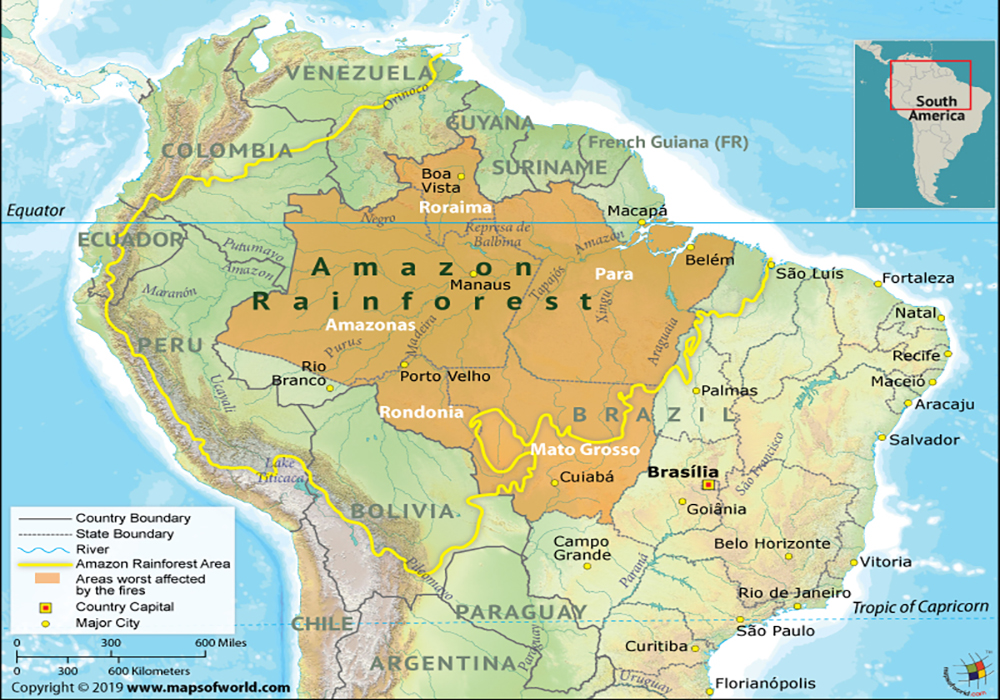 VENEZUELA
Orinoco
GUYANA
COLOMBIA
French Guiana (FR)
SURINAME
South
America
Boa
Vista
Roraima
Equator
Macapá
Negro
Represa de
Balbina
Amazon
ECUADOR
Putumayo
Amazon
Belém
São Luís
Fortaleza
Amazon
Rainforest
Manaus
Tapajós
Para
Xingu
Marañón
Natal
Amazonas
Madeira
Purus
Araguaia
PERU
Recife
Rio
Branco
Porto Velho
Ucayali
Maceió
Palmas
Aracaju
Rondonia
BRAZIL
Salvador
Mato Grosso
São Francisco
Lake
Titicaca
Cuiabá
Brasília
Goiânia
BOLIVIA
Campo
Grande
Belo Horizonte
Vitoria
Pilcomayo
Paraná
Rio de Janeiro
Tropic of Capricorn
PARAGUAY
CHILE
São Paulo
Paraguay
Curitiba
ARGENTINA
Uruguay
Florianópolis
Country Boundary
State Boundary
River
Amazon Rainforest Area
Areas worst affected
by the fires
Country Capital
Major City
0 300 600 Miles
0 300 600 Kilometers
Copyright © 2019 www.mapsofworld.com
mapsofworld.com
TM